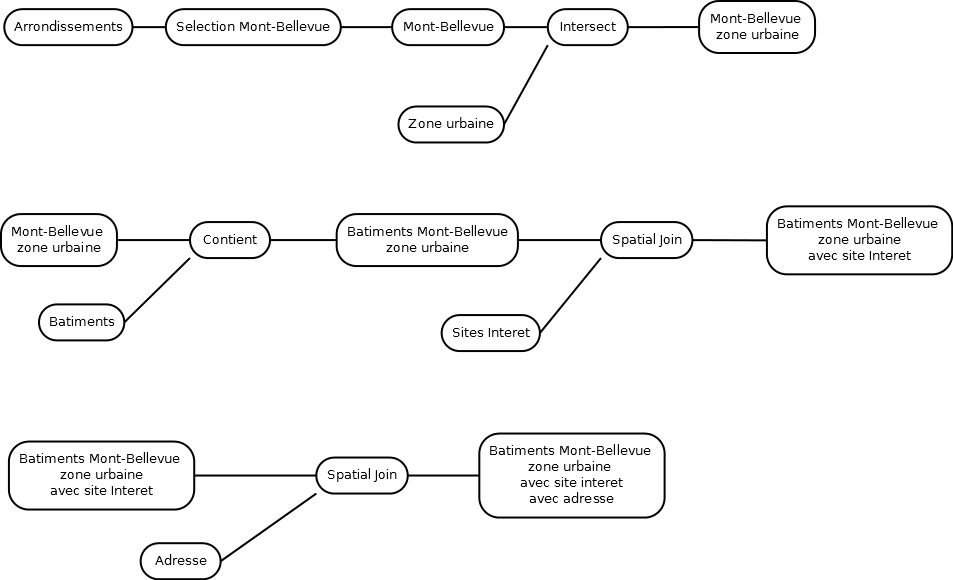 Arrondissements
Selection Mont-Bellevue
Mont-Bellevue
Intersect
Mont-Bellevue
zone urbaine
Zone urbaine
Mont-Bellevue
zone urbaine
Contient
Batiments Mont-Bellevue
zone urbaine
Spatial Join
Batiments Mont-Bellevue
zone urbaine
avec site Interet
Batiments
Sites Interet
Batiments Mont-Bellevue
zone urbaine
avec site Interet
Spatial Join
Batiments Mont-Bellevue
zone urbaine
avec site interet
avec adresse
Adresse